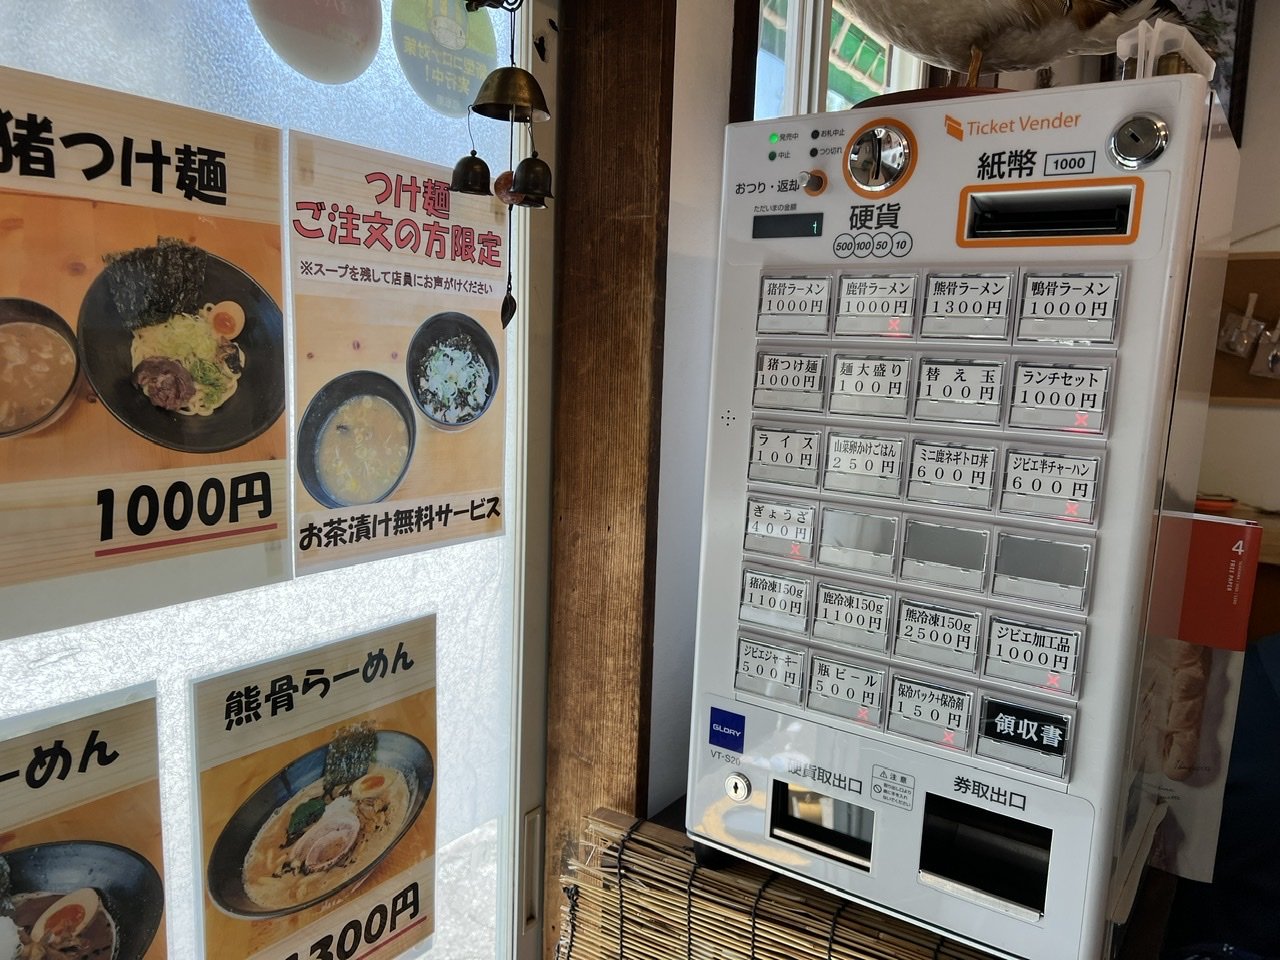 猪つけ麺
1000円
つけ麺
ご注文の方限定
※スープを残して店員にお声がけください
お茶漬け無料サービス
ーめん
熊骨らーめん
1300円
発売中
お札中止
中止
つり切れ
Ticket Vender
紙幣 1000
おつり・返却
ただいまの金額
硬貨
500 100 50 10
猪骨ラーメン
1000円
鹿骨ラーメン
1000円
熊骨ラーメン
1300円
鴨骨ラーメン
1000円
猪つけ麺
1000円
麺大盛り
100円
替え玉
100円
ランチセット
1000円
ライス
100円
山菜卵かけごはん
250円
ミニ鹿ネギトロ丼
600円
ジビエ半チャーハン
600円
ぎょうざ
400円
猪冷凍150g
1100円
鹿冷凍150g
1100円
熊冷凍150g
2500円
ジビエ加工品
1000円
ジビエジャーキー
500円
瓶ビール
500円
保冷パック+保冷剤
150円
領収書
GLORY
VT-S20
硬貨取出口
注意
券取出口
4